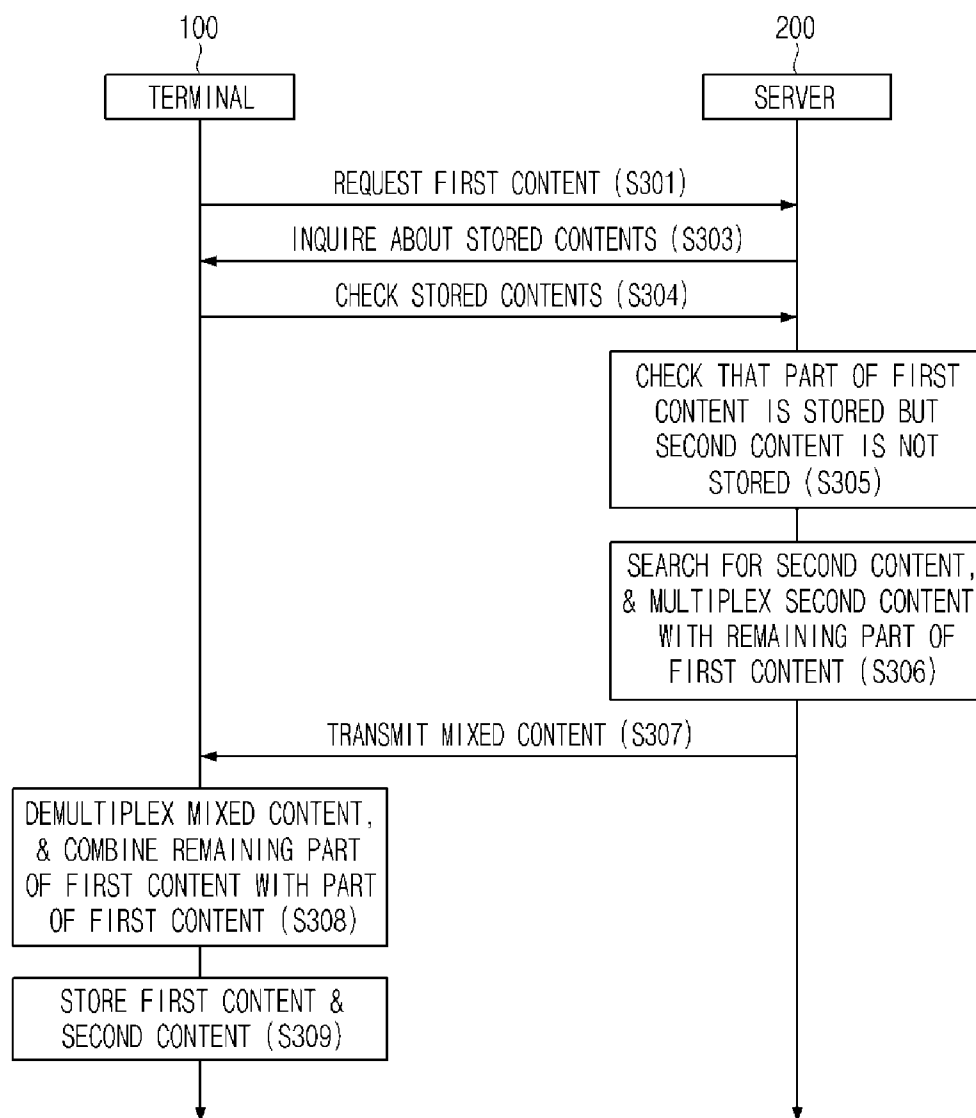 100
200
TERMINAL
SERVER
REQUEST FIRST CONTENT (S301)
INQUIRE ABOUT STORED CONTENTS (S303)
CHECK STORED CONTENTS (S304)
CHECK THAT PART OF FIRST
CONTENT IS STORED BUT
SECOND CONTENT IS NOT
STORED (S305)
SEARCH FOR SECOND CONTENT,
& MULTIPLEX SECOND CONTENT
WITH REMAINING PART OF
FIRST CONTENT (S306)
TRANSMIT MIXED CONTENT (S307)
DEMULTIPLEX MIXED CONTENT,
& COMBINE REMAINING PART
OF FIRST CONTENT WITH PART
OF FIRST CONTENT (S308)
STORE FIRST CONTENT &
SECOND CONTENT (S309)